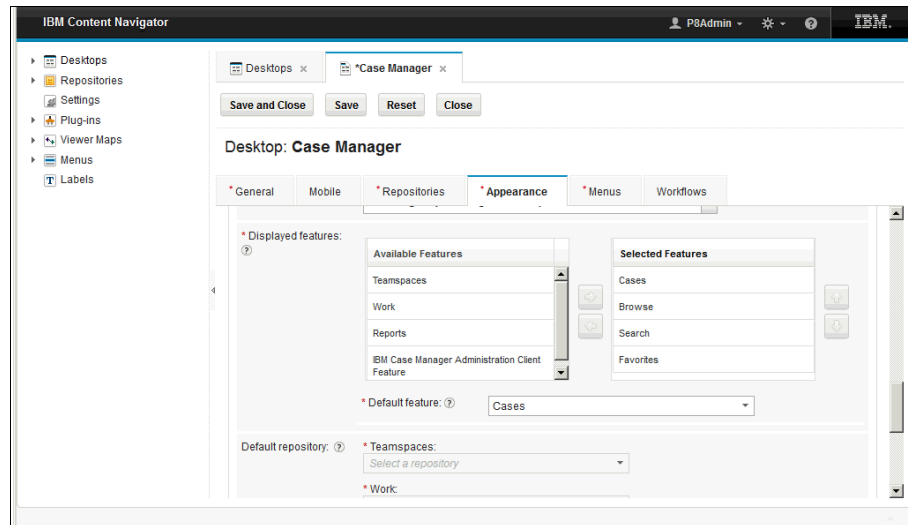 IBM Content Navigator
P8Admin
IBM.
Desktops
Repositories
Settings
Plug-ins
Viewer Maps
Menus
Labels
Desktops ×
*Case Manager ×
Save and Close Save Reset Close
Desktop: Case Manager
*General Mobile *Repositories *Appearance *Menus Workflows
* Displayed features:
Available Features
Teamspaces
Work
Reports
IBM Case Manager Administration Client
Feature
Selected Features
Cases
Browse
Search
Favorites
* Default feature: Cases
Default repository: * Teamspaces:
Select a repository
* Work: